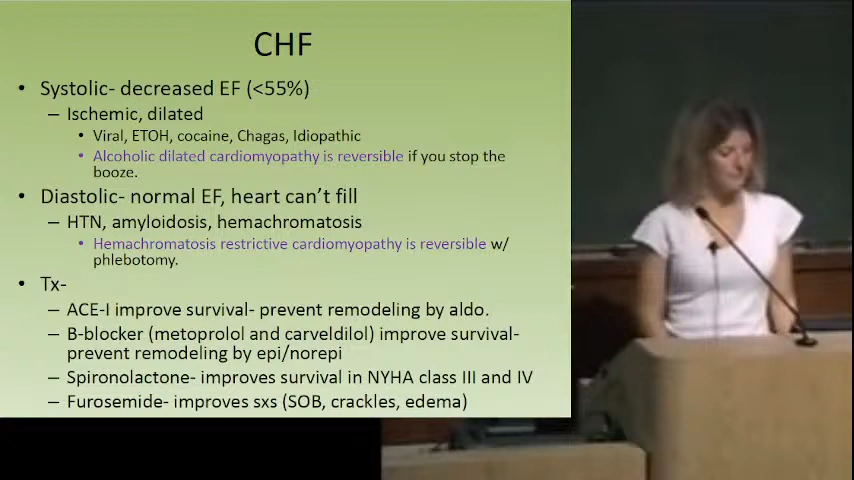 CHF
• Systolic- decreased EF (<55%)
– Ischemic, dilated
• Viral, ETOH, cocaine, Chagas, Idiopathic
• Alcoholic dilated cardiomyopathy is reversible if you stop the
booze.
• Diastolic- normal EF, heart can't fill
– HTN, amyloidosis, hemachromatosis
• Hemachromatosis restrictive cardiomyopathy is reversible w/
phlebotomy.
• Tx-
– ACE-I improve survival- prevent remodeling by aldo.
– B-blocker (metoprolol and carveldilol) improve survival-
prevent remodeling by epi/norepi
– Spironolactone- improves survival in NYHA class III and IV
– Furosemide- improves sxs (SOB, crackles, edema)